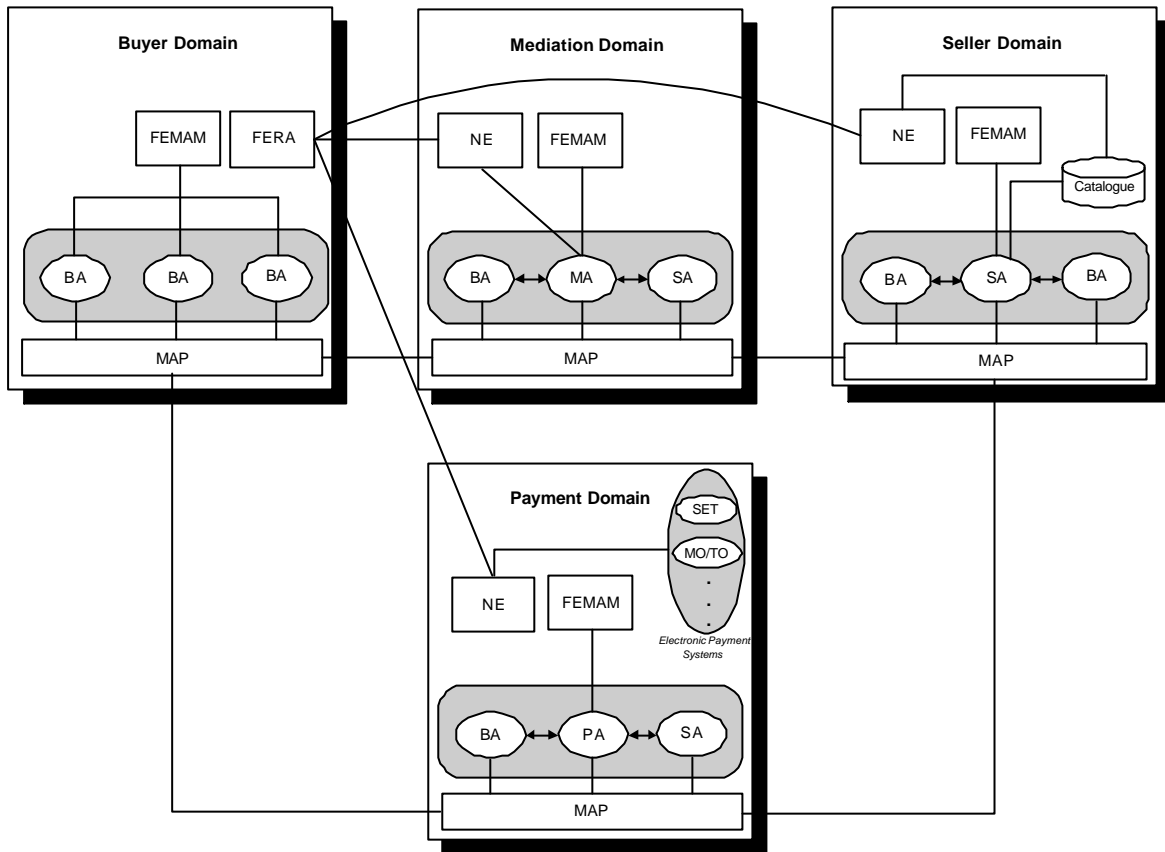 Buyer Domain
FEMAM
FERA
BA
BA
BA
MAP
Mediation Domain
NE
FEMAM
BA
MA
SA
MAP
Seller Domain
NE
FEMAM
Catalogue
BA
SA
BA
MAP
Payment Domain
SET
MO/TO
.
.
.
Electronic Payment
Systems
NE
FEMAM
BA
PA
SA
MAP